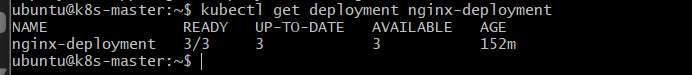 ubuntu@k8s-master:~$ kubectl get deployment nginx-deployment
NAME               READY   UP-TO-DATE   AVAILABLE   AGE
nginx-deployment   3/3     3            3           152m
ubuntu@k8s-master:~$